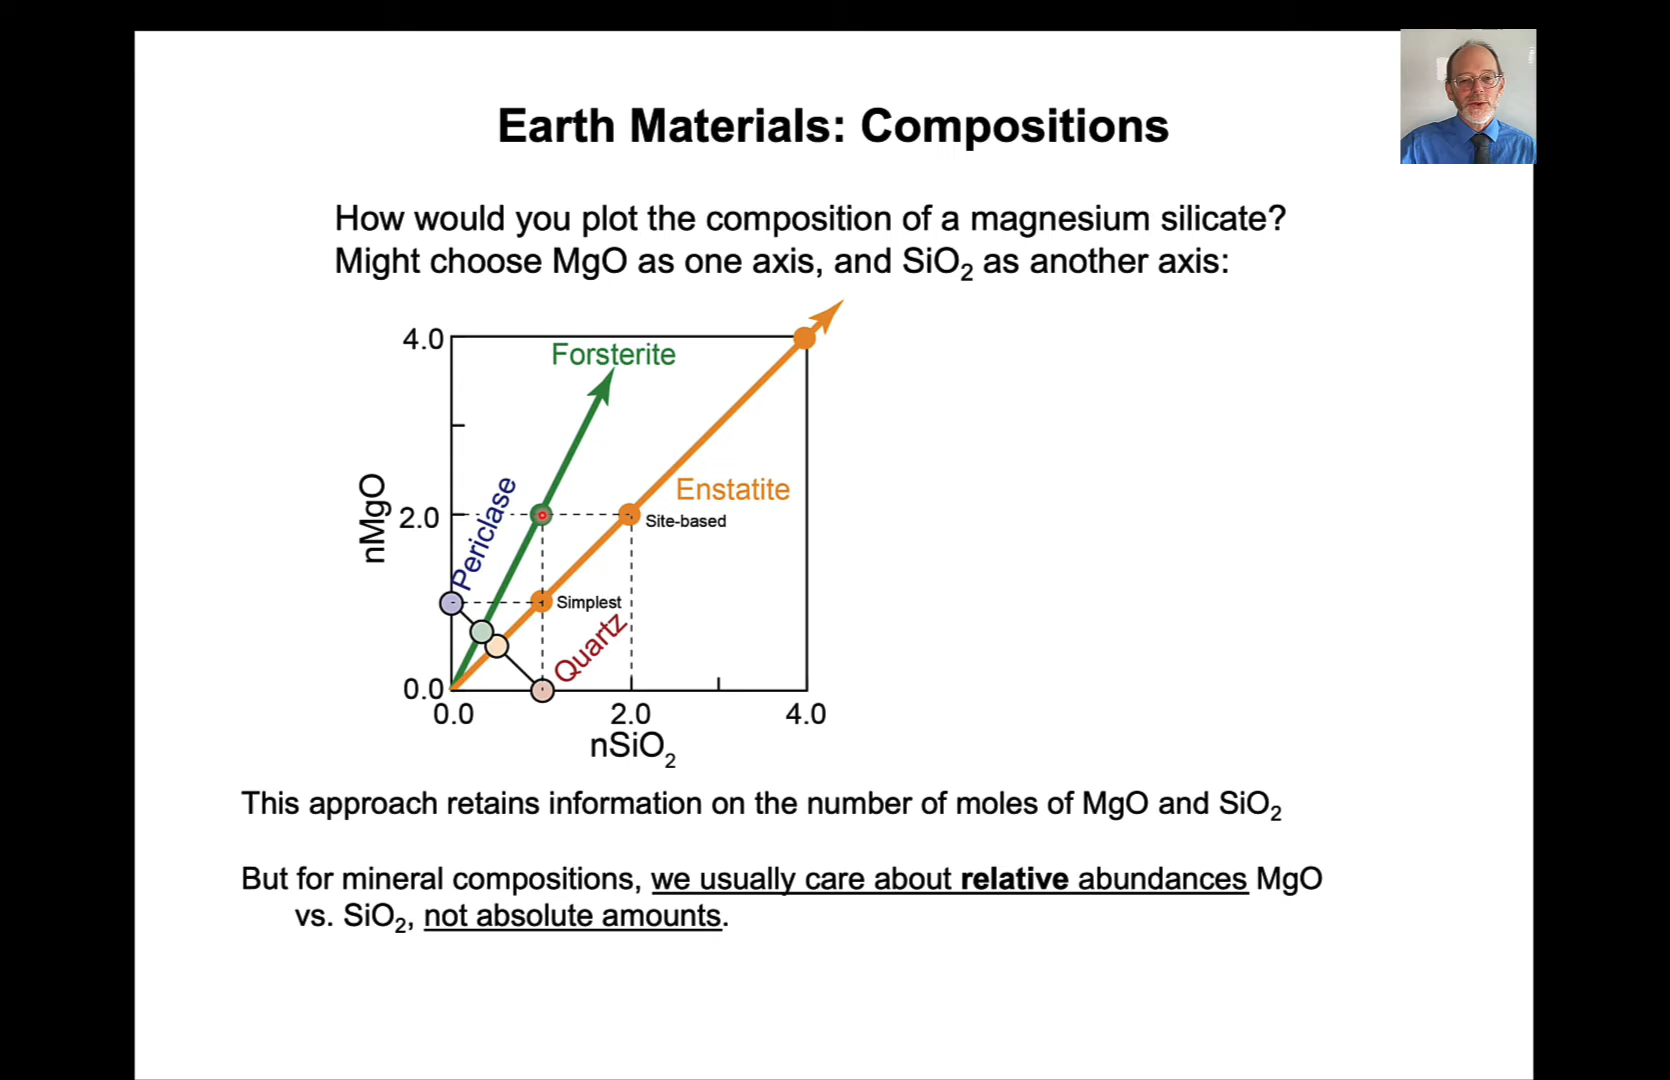 Earth Materials: Compositions
How would you plot the composition of a magnesium silicate?
Might choose MgO as one axis, and SiO₂ as another axis:
4.0
Forsterite
Periclase
Enstatite
nMgO
2.0
Site-based
Simplest
Quartz
0.0
0.0 2.0 4.0
nSiO₂
This approach retains information on the number of moles of MgO and SiO₂
But for mineral compositions, we usually care about relative abundances MgO
vs. SiO₂, not absolute amounts.